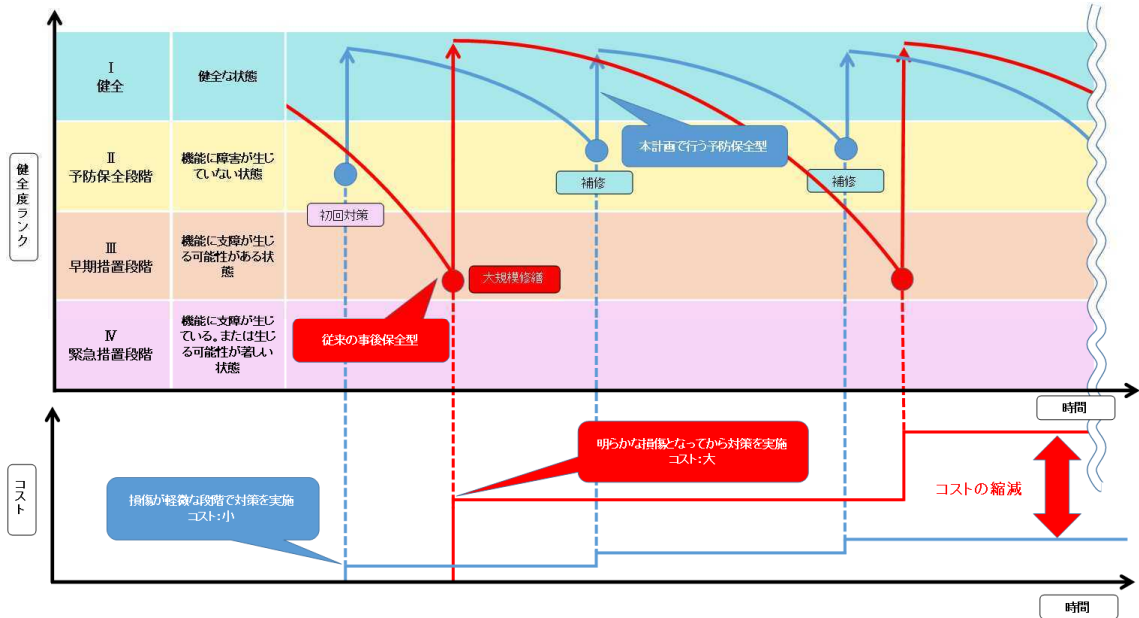 健全度ランク
Ⅰ
健全
健全な状態
Ⅱ
予防保全段階
機能に障害が生じ
ていない状態
Ⅲ
早期措置段階
機能に支障が生じ
る可能性がある状
態
Ⅳ
緊急措置段階
機能に支障が生じ
ている。または生じ
る可能性が著しい
状態
初回対策
本計画で行う予防保全型
補修
補修
大規模修繕
従来の事後保全型
時間
コスト
損傷が軽微な段階で対策を実施
コスト:小
明らかな損傷となってから対策を実施
コスト:大
コストの縮減
時間